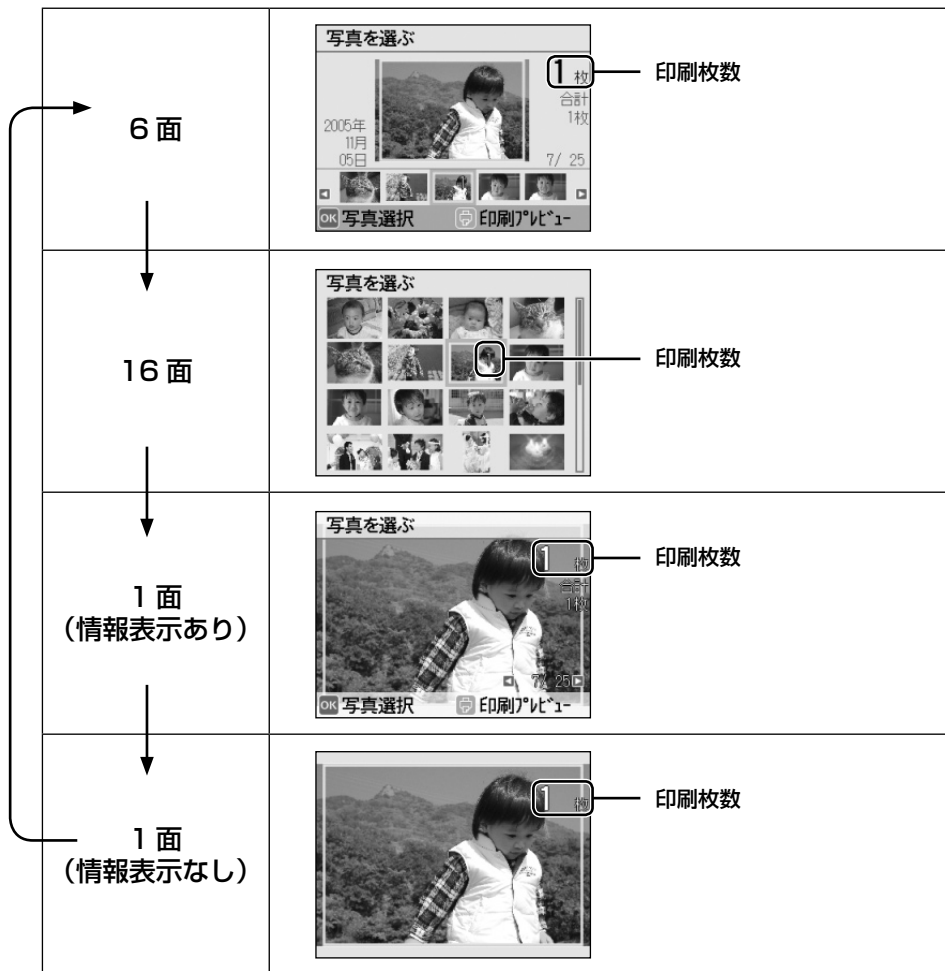 6 面
写真を選ぶ
1 枚
印刷枚数
合計
1枚
2005年
11月
05日
7/ 25
OK 写真選択
印刷プレビュー
16 面
写真を選ぶ
印刷枚数
1 面
（情報表示あり）
写真を選ぶ
1 枚
印刷枚数
合計
1枚
7/ 25
OK 写真選択
印刷プレビュー
1 面
（情報表示なし）
1 枚
印刷枚数